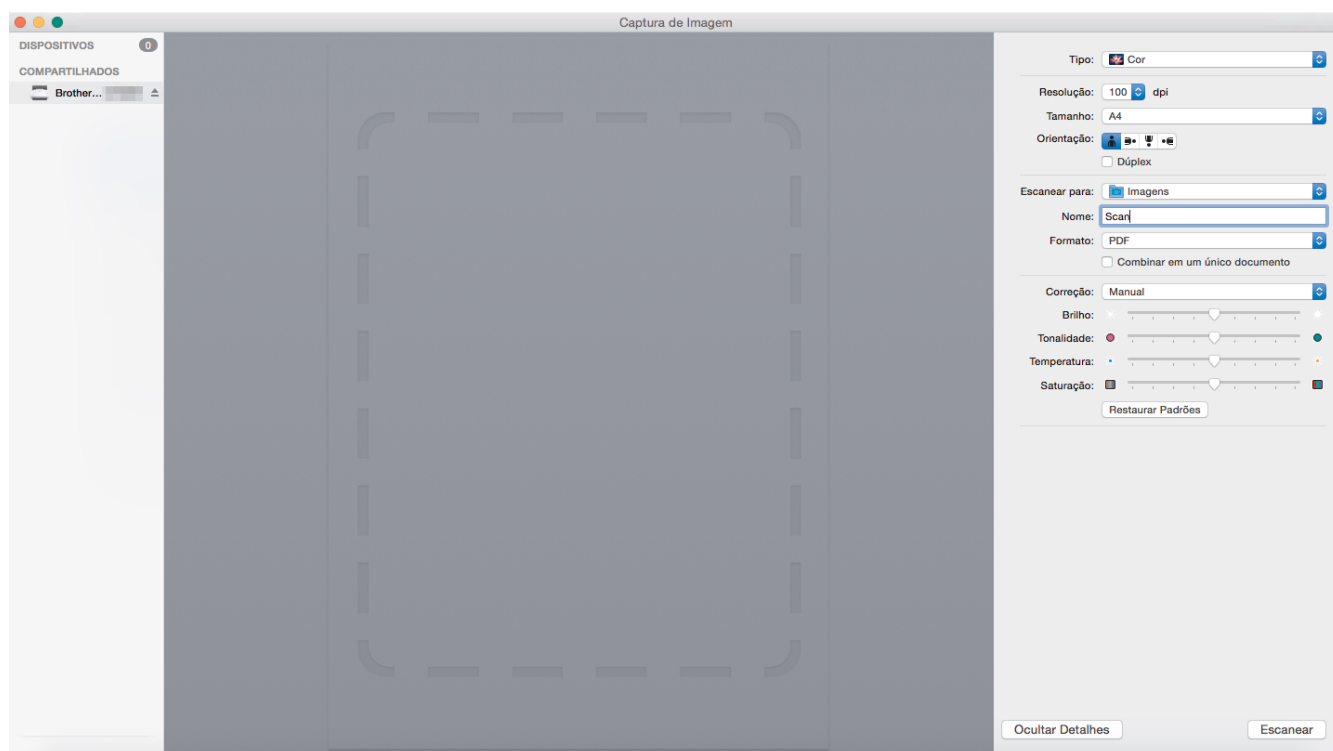 Captura de Imagem
DISPOSITIVOS 0
COMPARTILHADOS
Brother...
Tipo: Cor
Resolução: 100 dpi
Tamanho: A4
Orientação:
Dúplex
Escanear para: Imagens
Nome: Scan
Formato: PDF
Combinar em um único documento
Correção: Manual
Brilho:
Tonalidade:
Temperatura:
Saturação:
Restaurar Padrões
Ocultar Detalhes Escanear